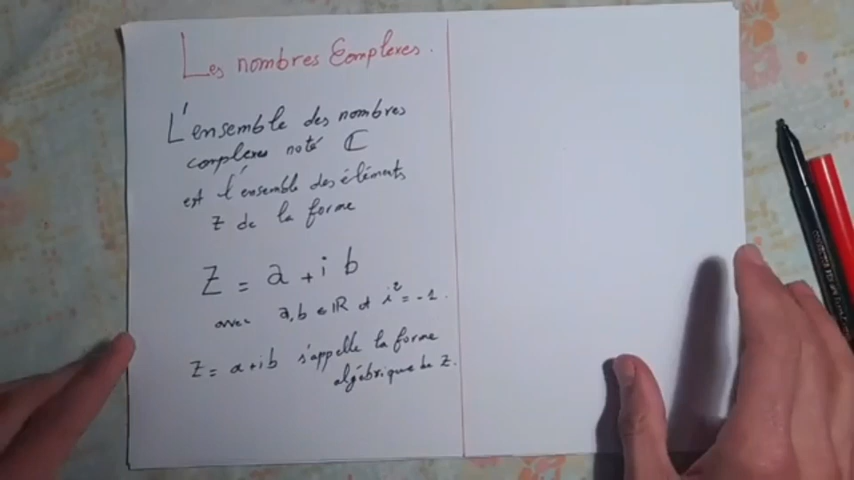 Les nombres Complexes.
L'ensemble des nombres
complexes noté ℂ
est l'ensemble des éléments
z de la forme
Z = a + i b
avec a, b ∈ ℝ et i² = -1.
Z = a + ib s'appelle la forme
algébrique de z.